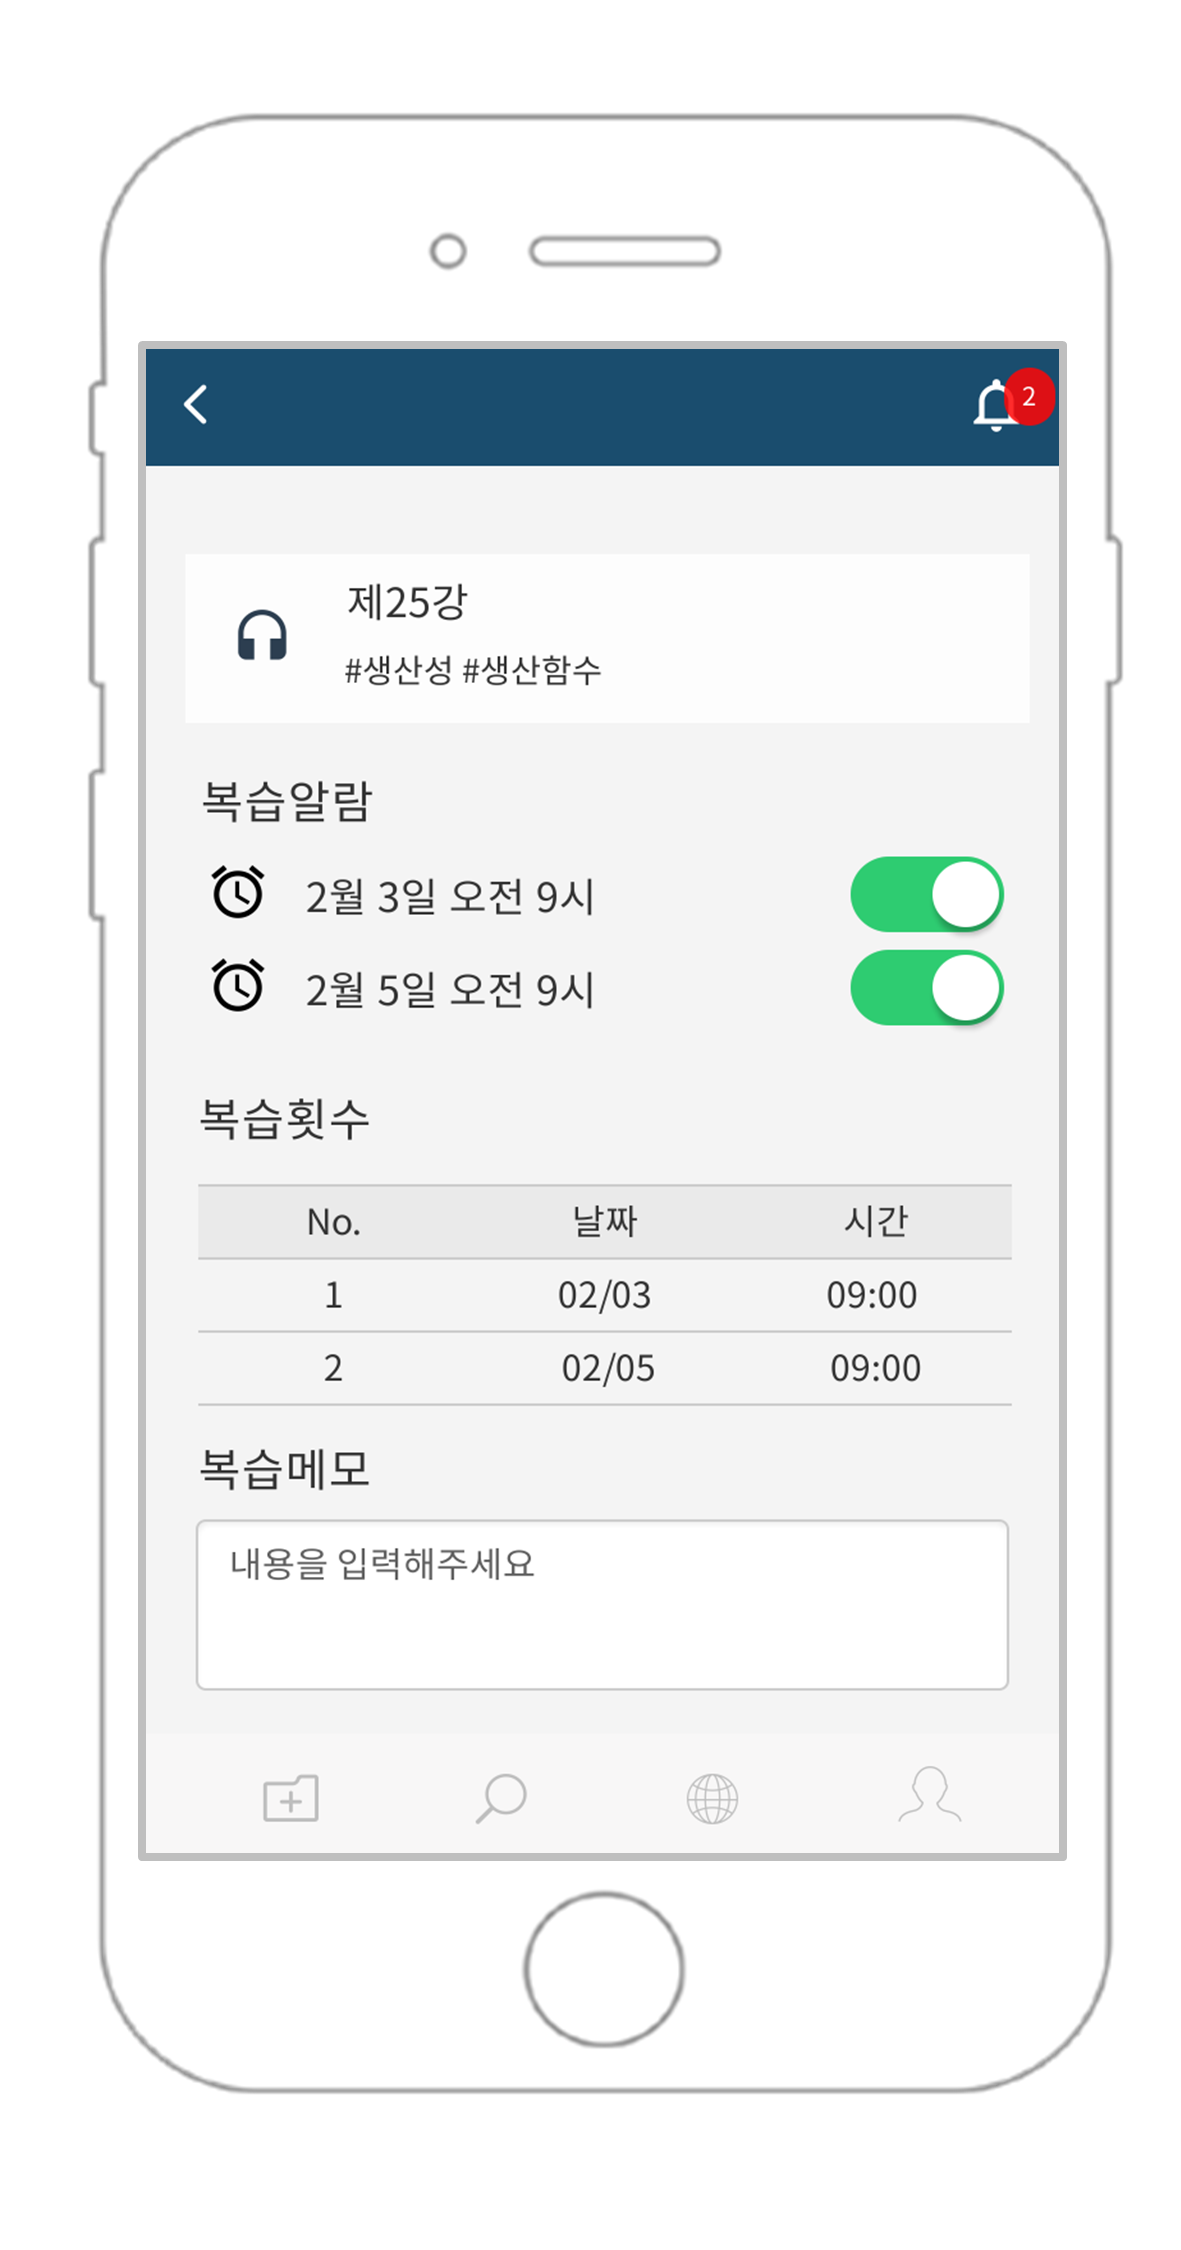 2
제25강
#생산성 #생산함수
복습알람
2월 3일 오전 9시
2월 5일 오전 9시
복습횟수
No. 날짜 시간
1 02/03 09:00
2 02/05 09:00
복습메모
내용을 입력해주세요